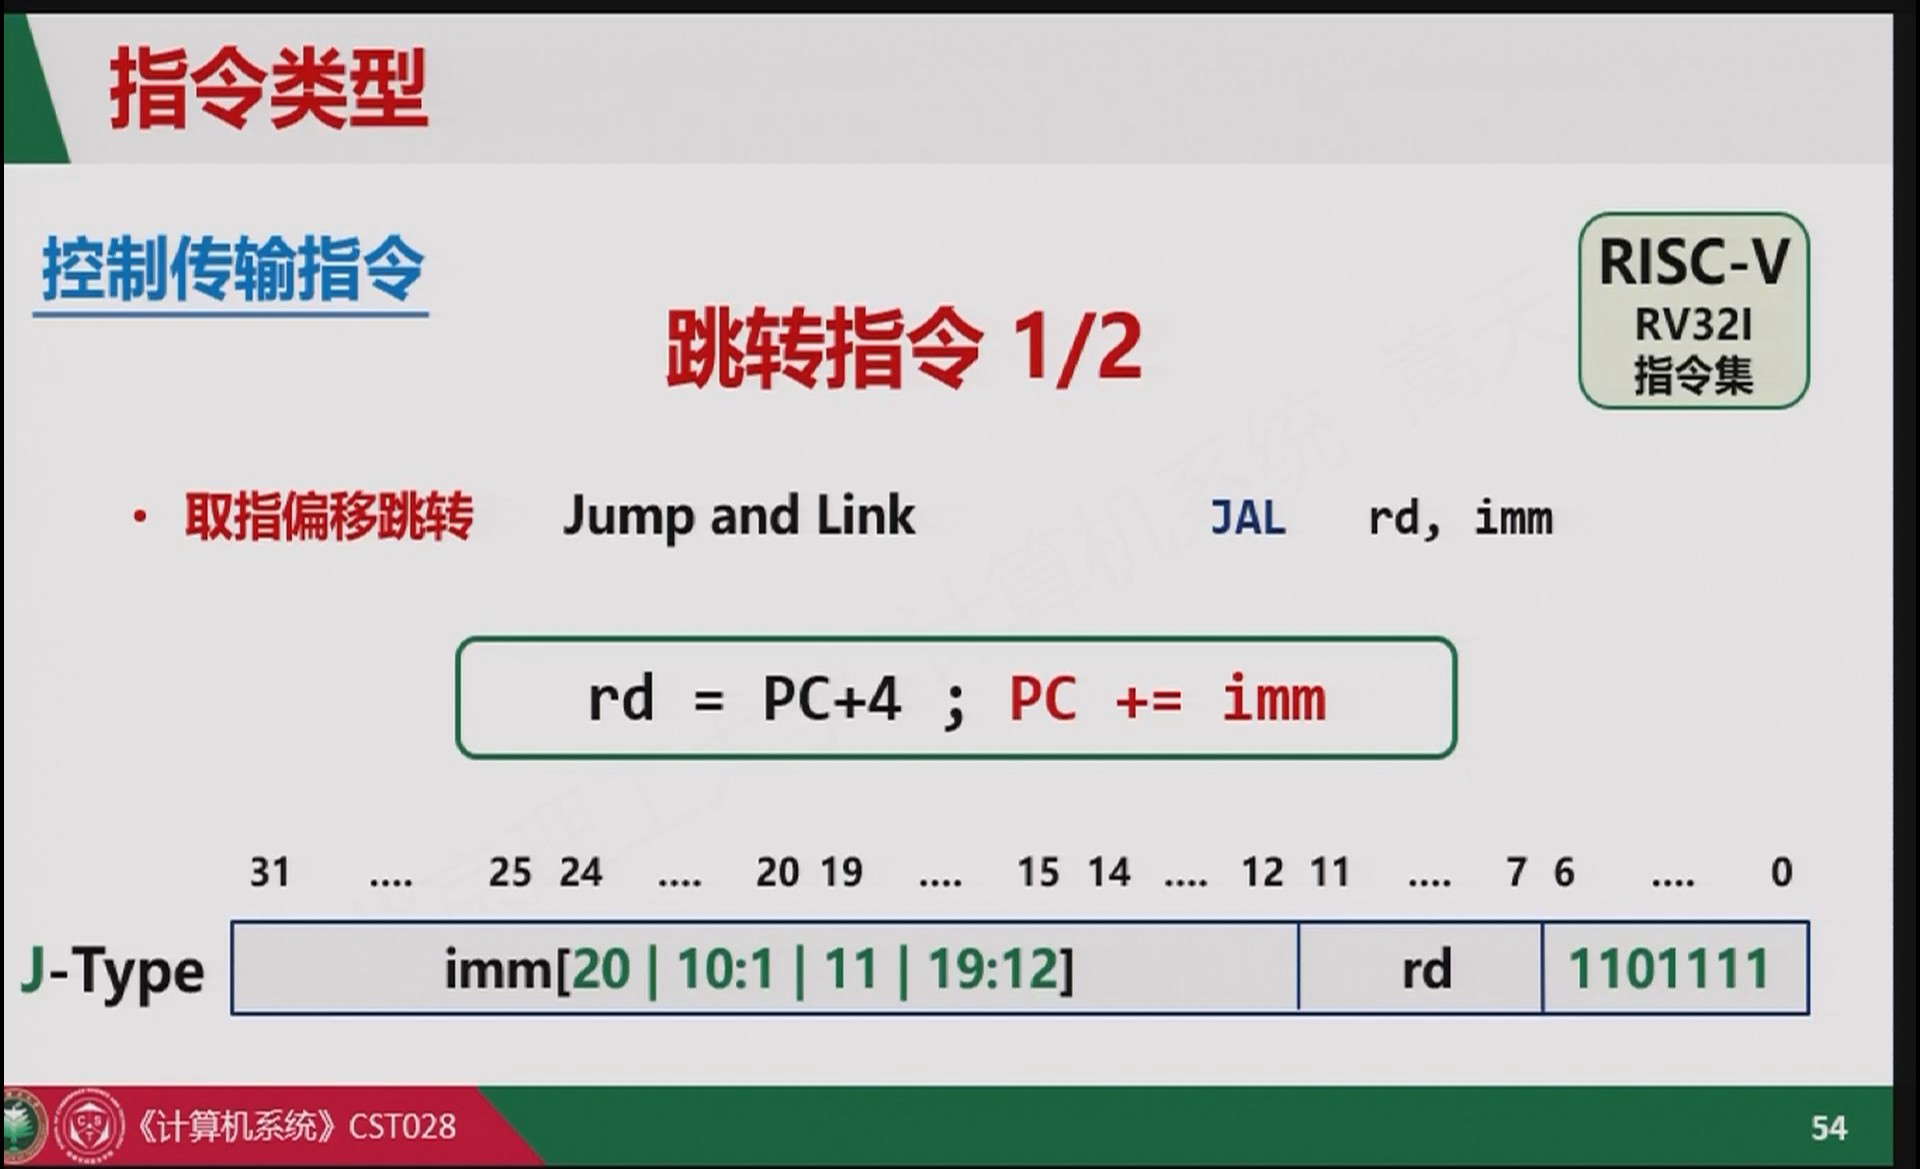 指令类型
控制传输指令
RISC-V
RV32I
指令集
跳转指令 1/2
• 取指偏移跳转 Jump and Link JAL rd, imm
rd = PC+4 ; PC += imm
31 .... 25 24 .... 20 19 .... 15 14 .... 12 11 .... 7 6 .... 0
J-Type imm[20 | 10:1 | 11 | 19:12] rd 1101111
《计算机系统》CST028
54